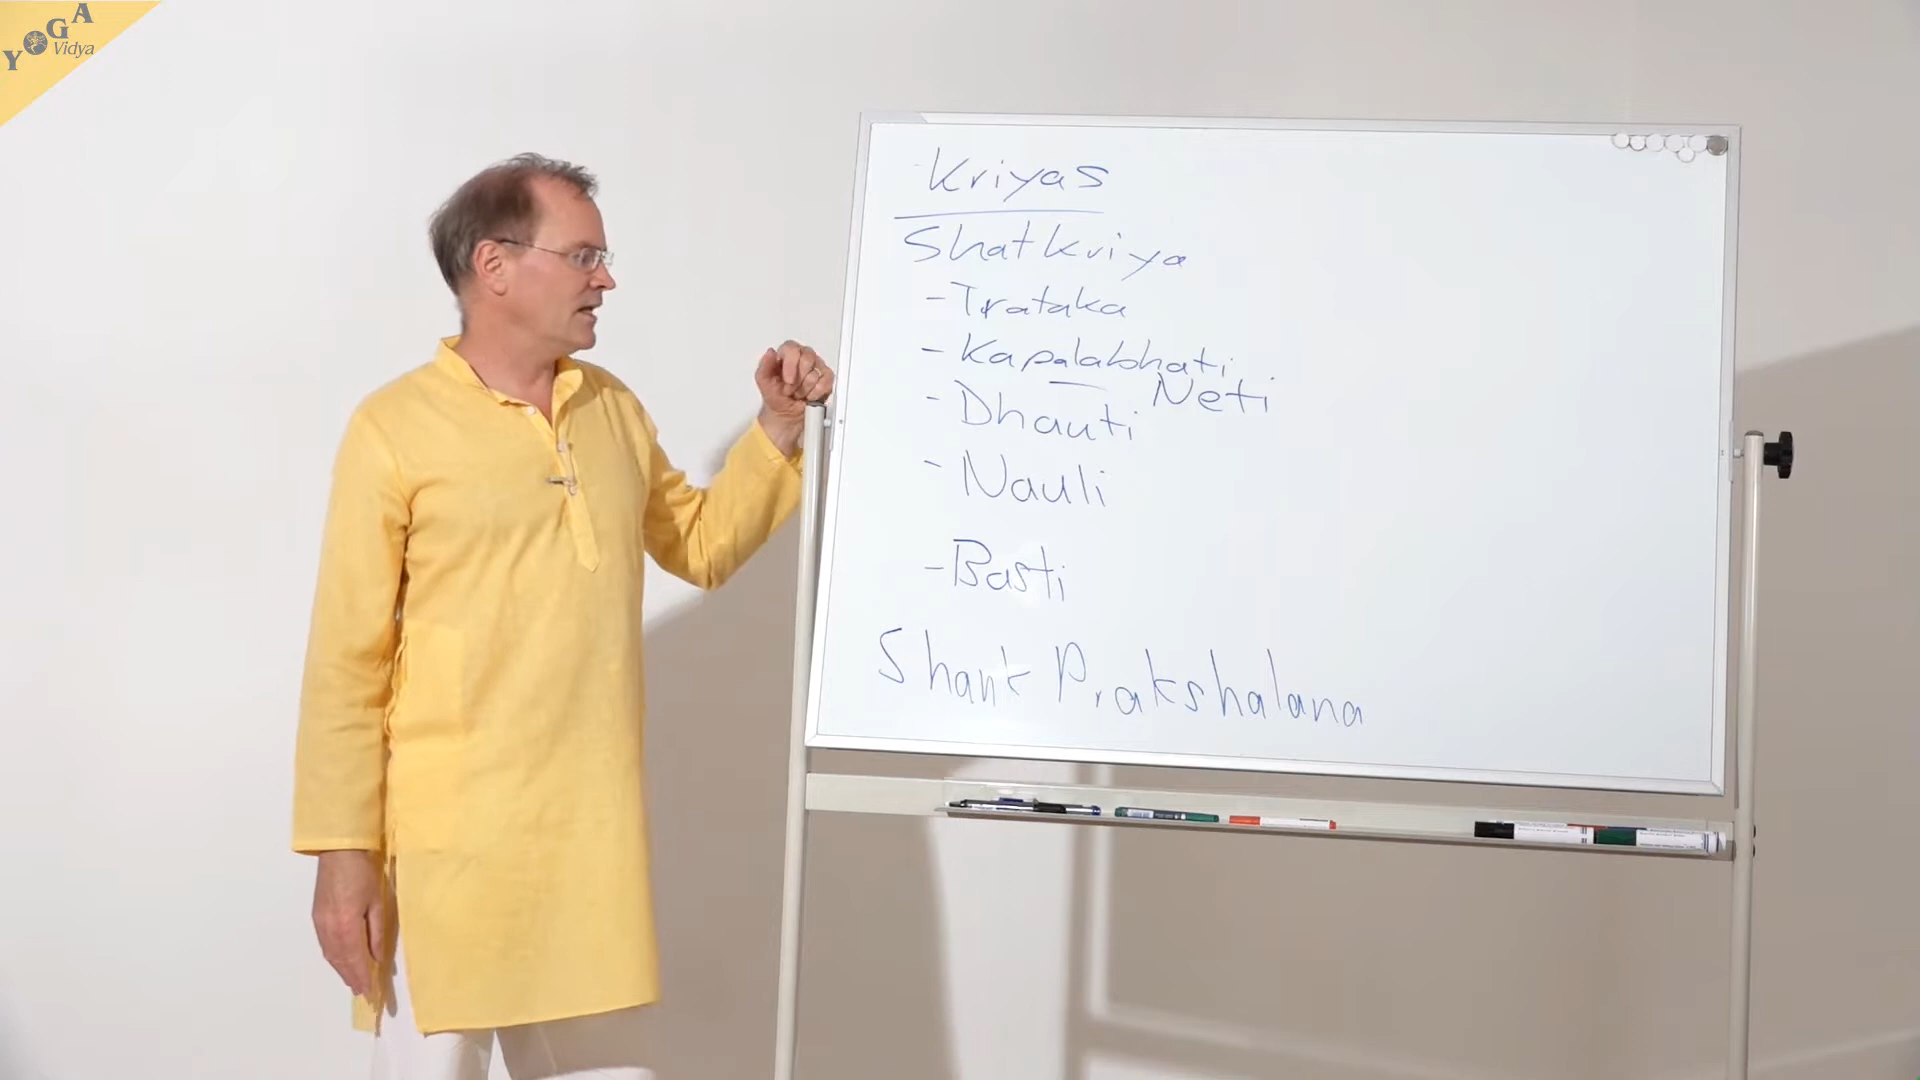 YOGA
Vidya
Kriyas
Shatkriya
- Trataka
- Kapalabhati
Neti
- Dhauti
- Nauli
- Basti
Shank Prakshalana